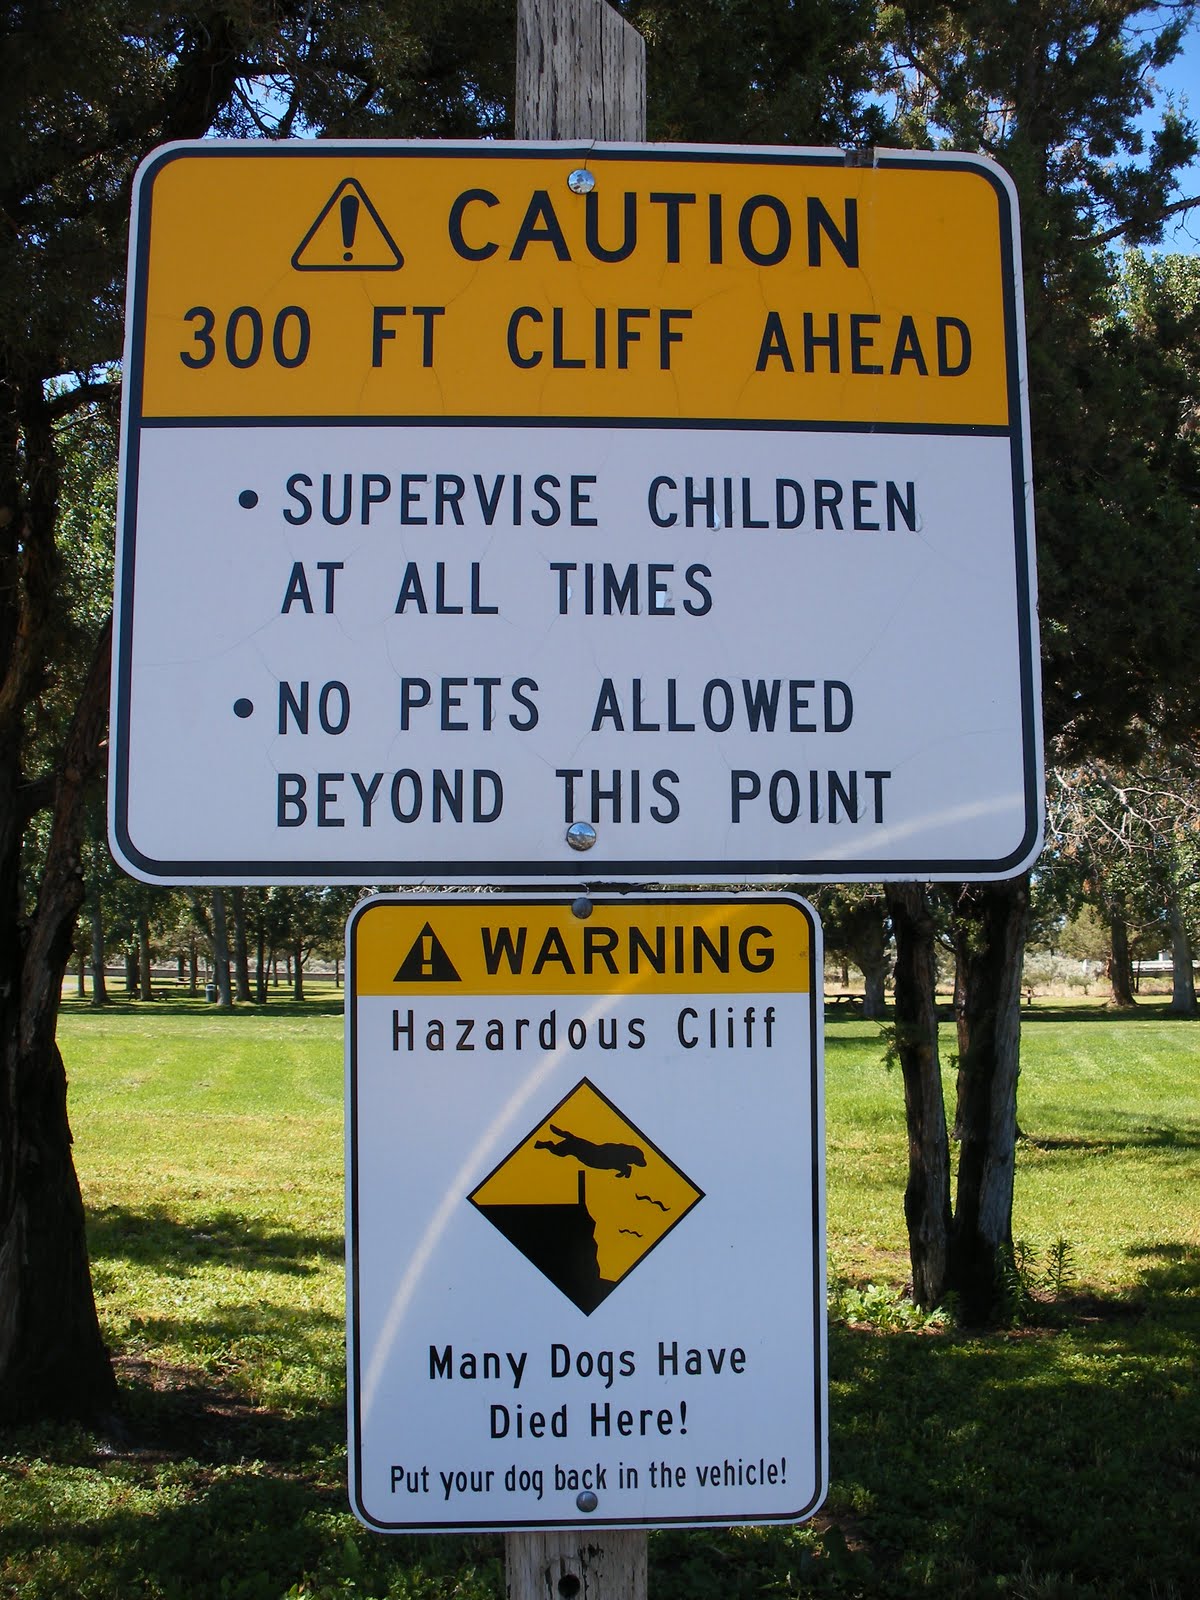 CAUTION
300 FT CLIFF AHEAD
• SUPERVISE CHILDREN
AT ALL TIMES
• NO PETS ALLOWED
BEYOND THIS POINT
WARNING
Hazardous Cliff
Many Dogs Have
Died Here!
Put your dog back in the vehicle!